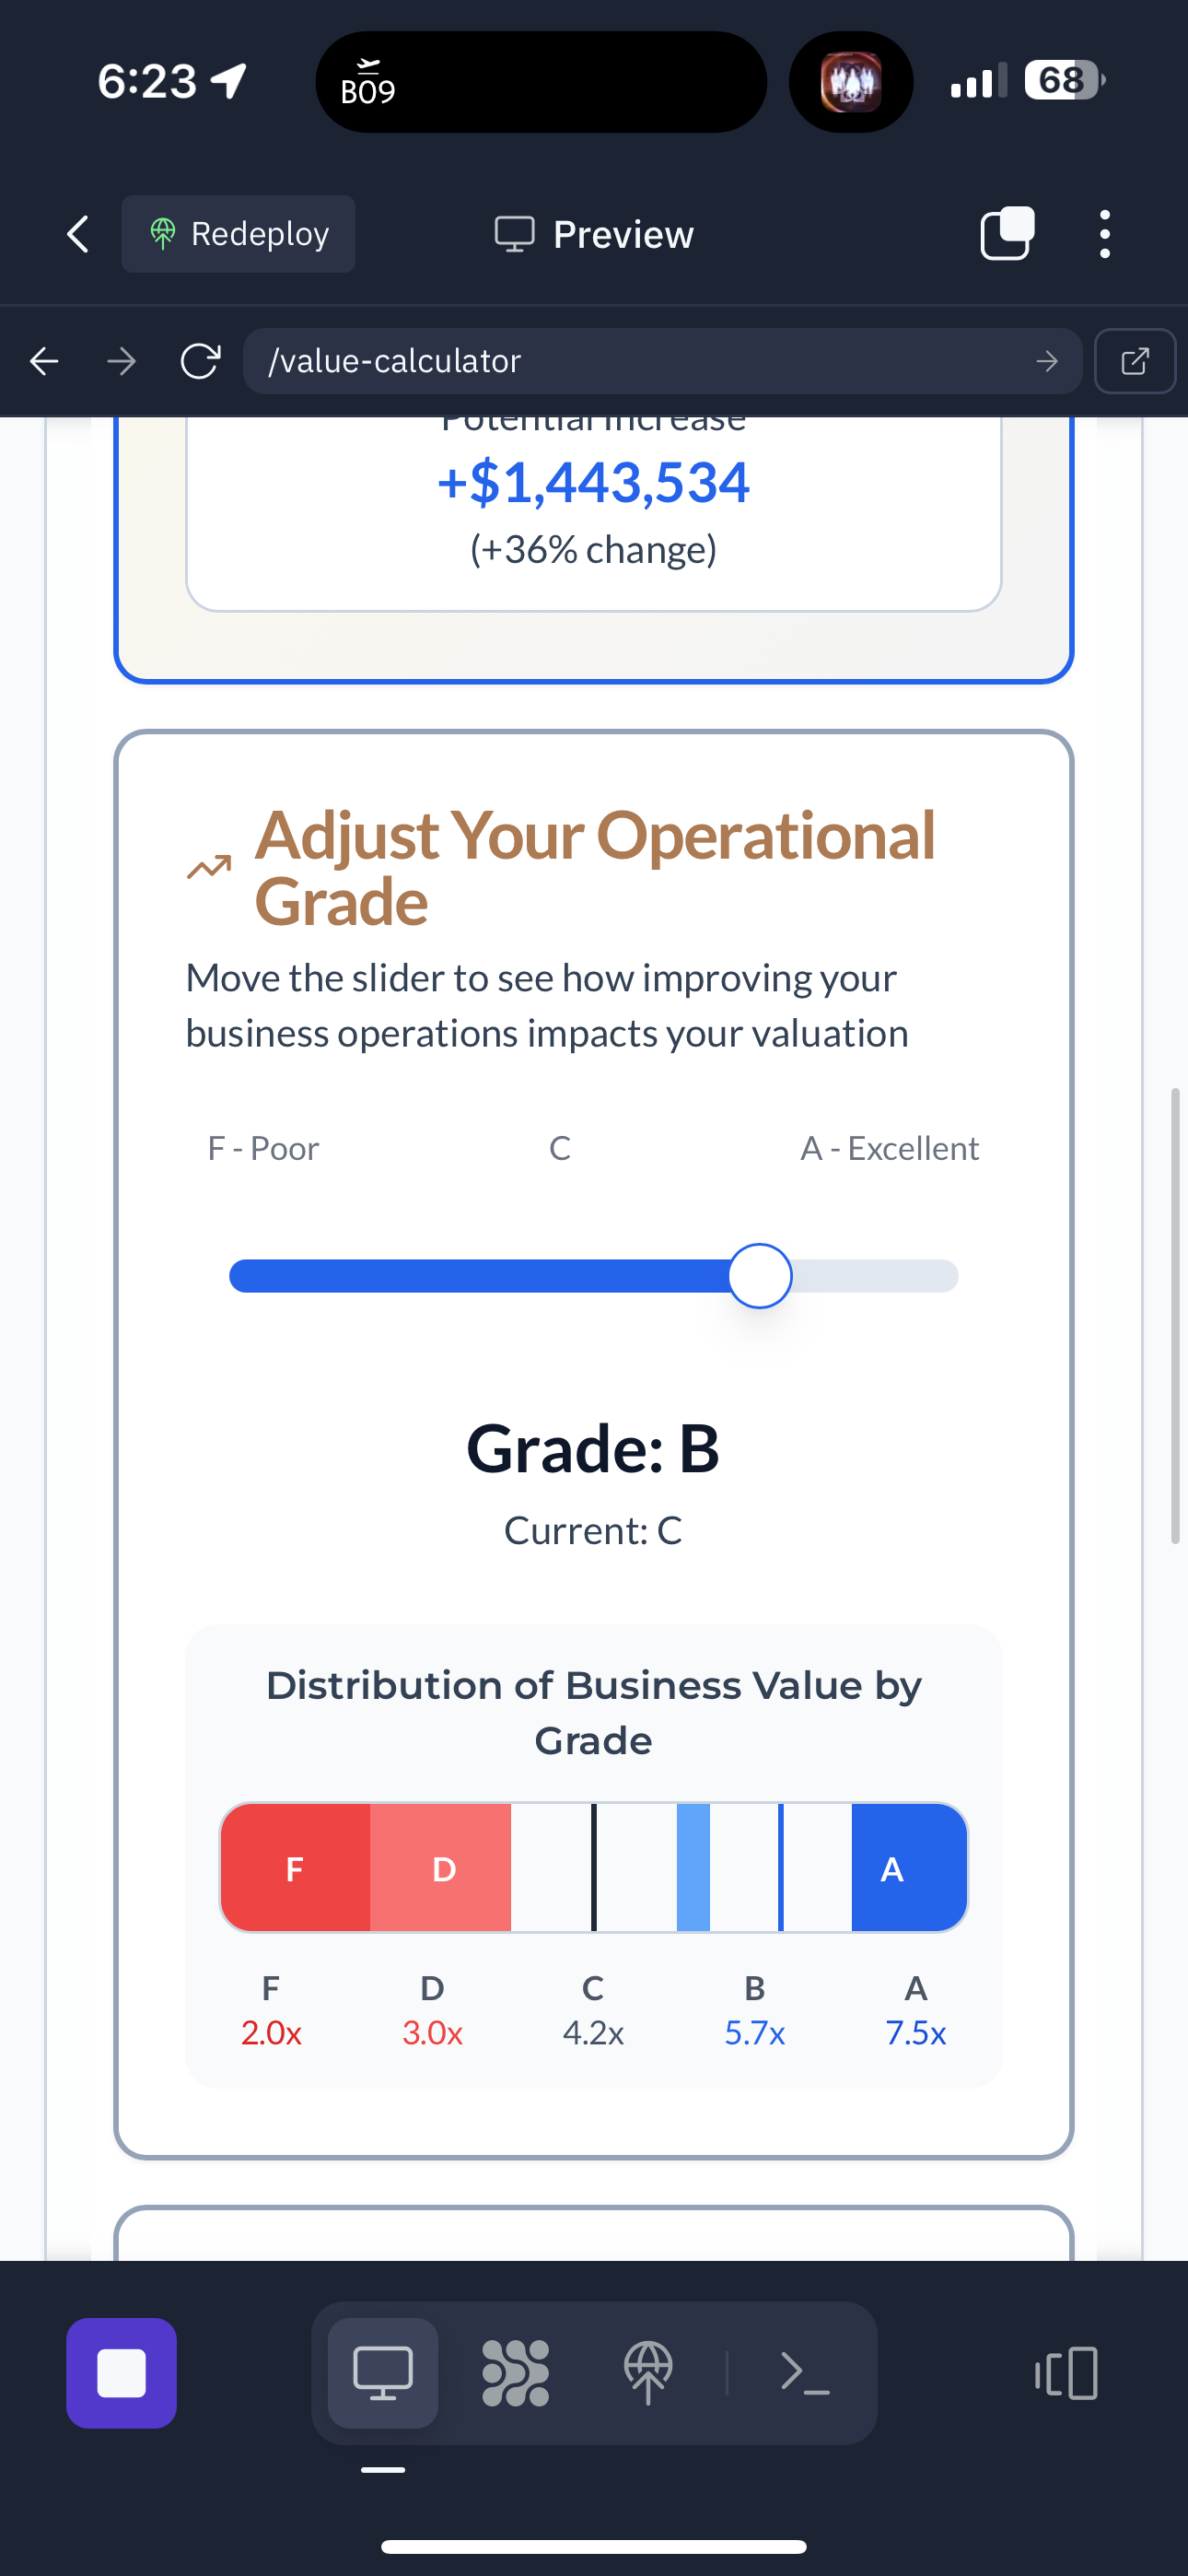 6:23
B09
68
Redeploy
Preview
/value-calculator
Potential Increase
+$1,443,534
(+36% change)
Adjust Your Operational
Grade
Move the slider to see how improving your
business operations impacts your valuation
F - Poor C A - Excellent
Grade: B
Current: C
Distribution of Business Value by
Grade
F D A
F D C B A
2.0x 3.0x 4.2x 5.7x 7.5x